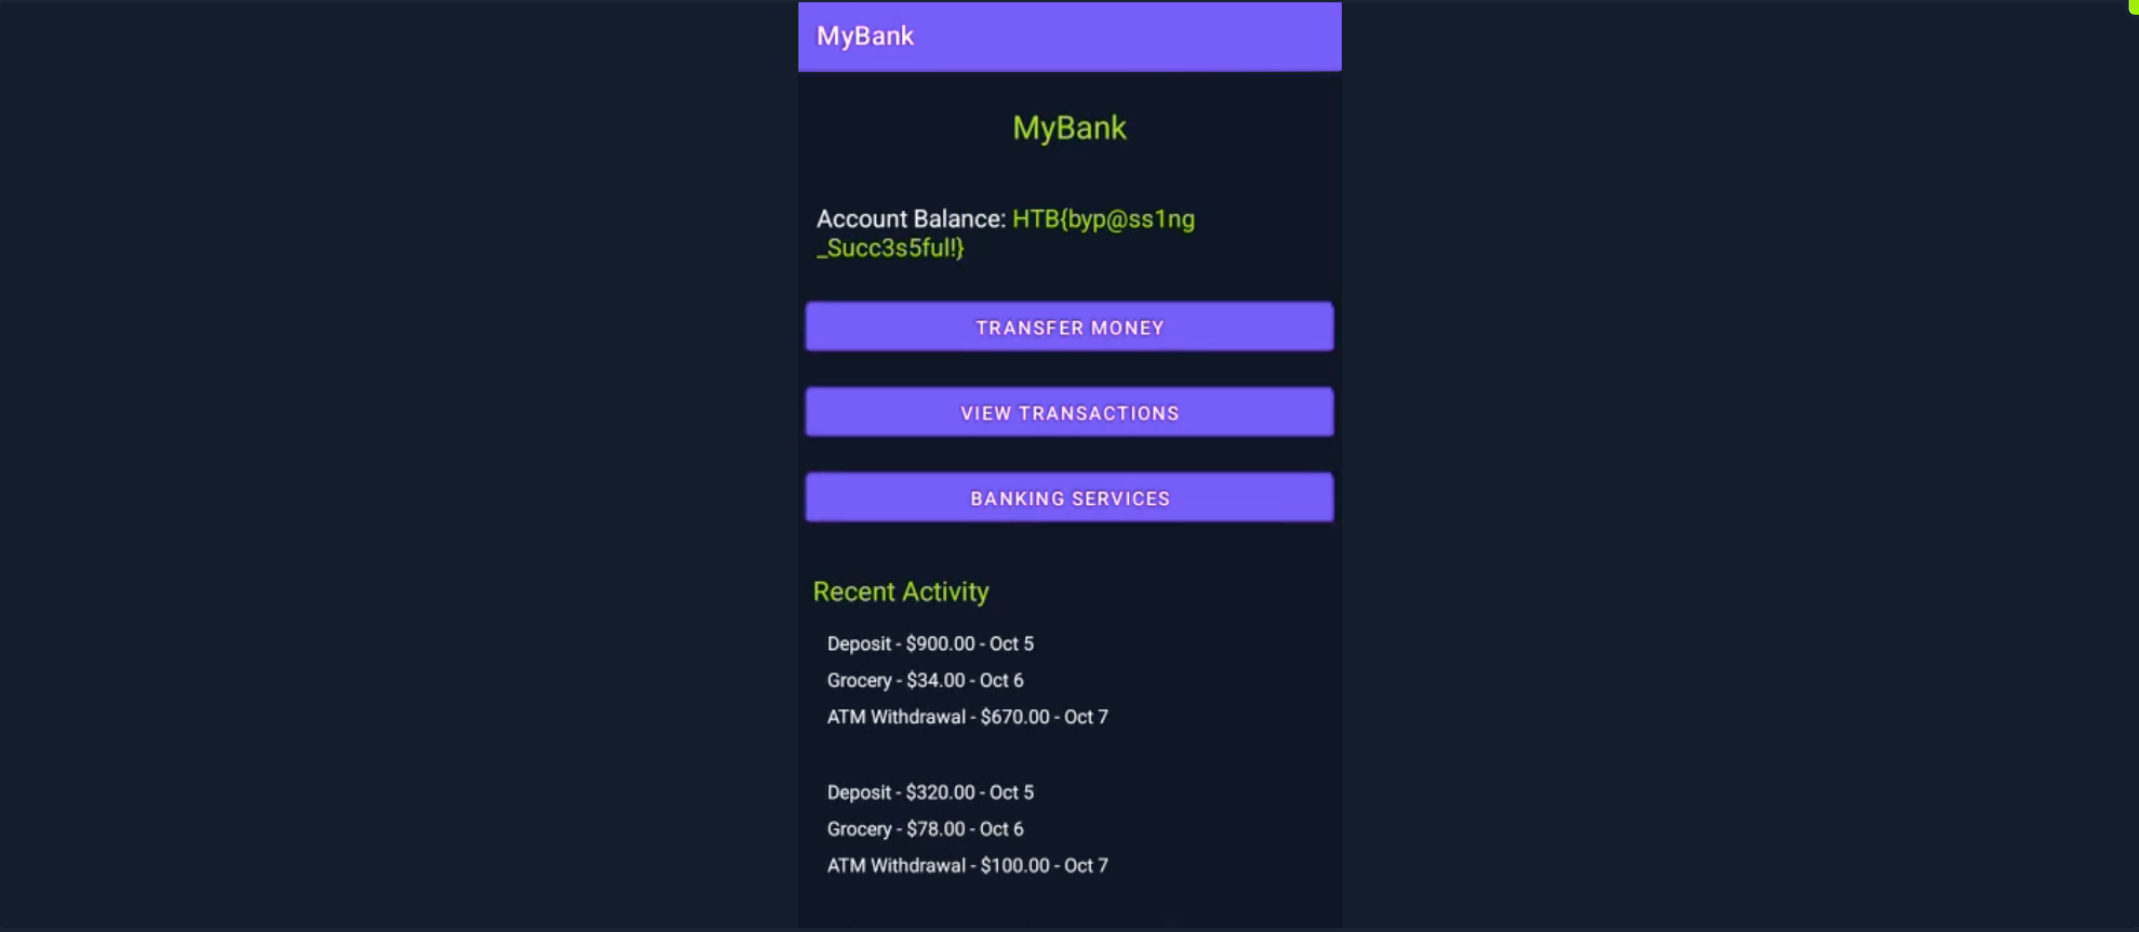 MyBank
MyBank
Account Balance: HTB{byp@ss1ng
_Succ3s5ful!}
TRANSFER MONEY
VIEW TRANSACTIONS
BANKING SERVICES
Recent Activity
Deposit - $900.00 - Oct 5
Grocery - $34.00 - Oct 6
ATM Withdrawal - $670.00 - Oct 7
Deposit - $320.00 - Oct 5
Grocery - $78.00 - Oct 6
ATM Withdrawal - $100.00 - Oct 7